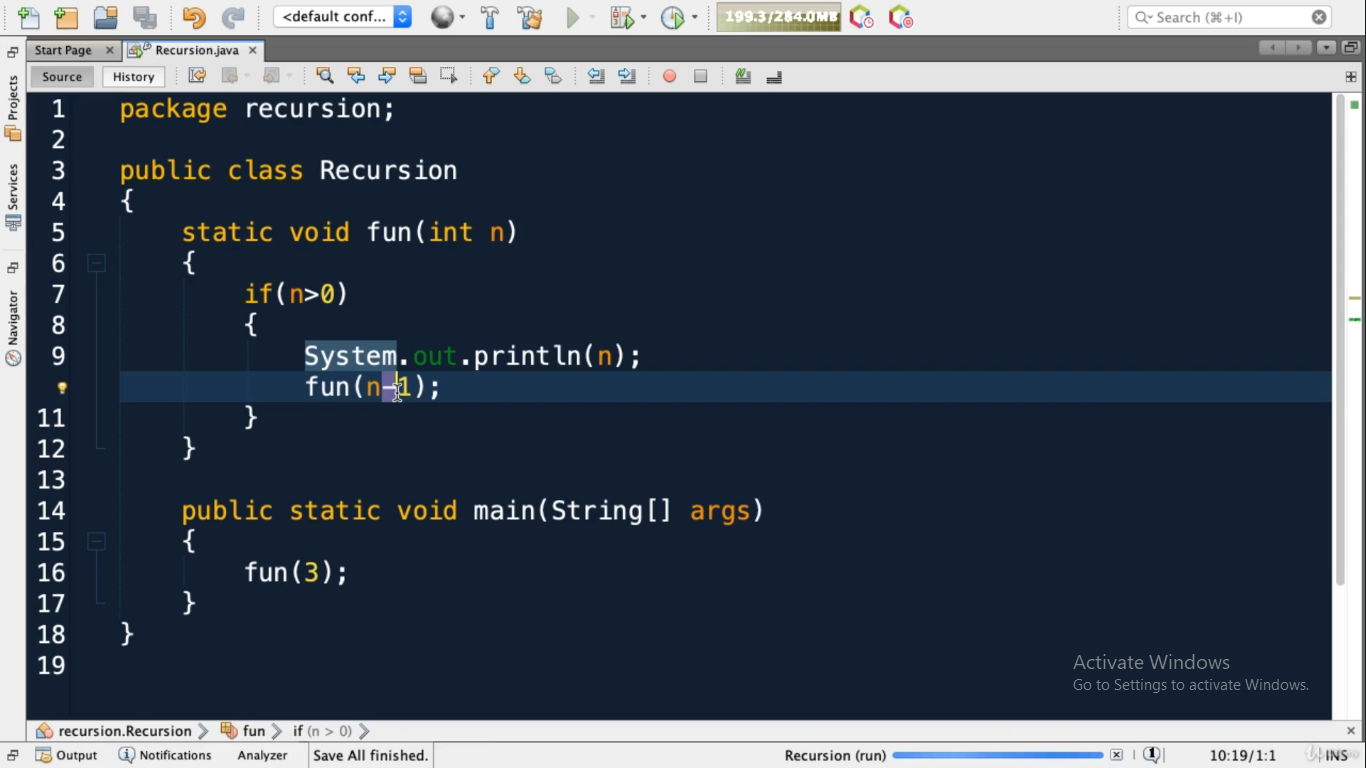 <default conf...
199.3/284.0MB
Search (⌘+I)
Start Page
Recursion.java
Source
History
Projects
Services
Navigator
1 package recursion;
2
3 public class Recursion
4 {
5 static void fun(int n)
6 {
7 if(n>0)
8 {
9 System.out.println(n);
fun(n-1);
11 }
12 }
13
14 public static void main(String[] args)
15 {
16 fun(3);
17 }
18 }
19
Activate Windows
Go to Settings to activate Windows.
recursion.Recursion
fun
if (n > 0)
Output
Notifications
Analyzer
Save All finished.
Recursion (run)
1
10:19/1:1
INS